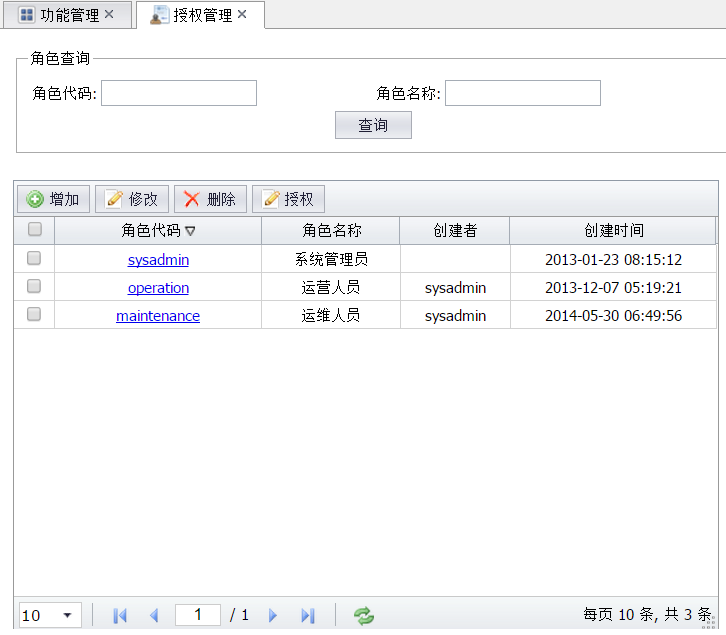 功能管理 授权管理
角色查询
角色代码: 角色名称:
查询
增加 修改 删除 授权
角色代码 角色名称 创建者 创建时间
sysadmin 系统管理员 2013-01-23 08:15:12
operation 运营人员 sysadmin 2013-12-07 05:19:21
maintenance 运维人员 sysadmin 2014-05-30 06:49:56
10 1 / 1 每页 10 条, 共 3 条